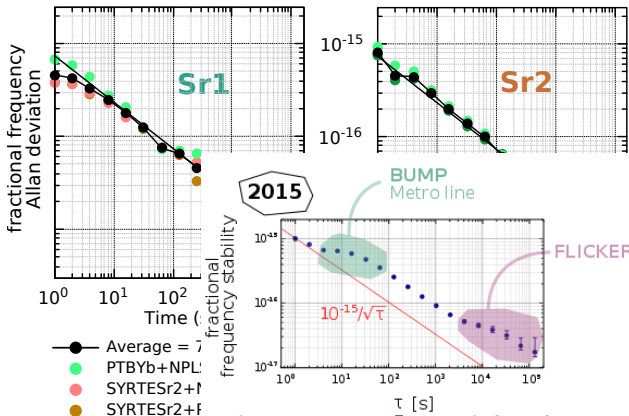 Sr1
Sr2
fractional frequency
Allan deviation
10⁻¹⁵
10⁻¹⁶
10⁰ 10¹ 10²
Time
Average = 7
PTBYb+NPL
SYRTESr2+
SYRTESr2+
2015
BUMP
Metro line
FLICKER
fractional
frequency stability
10⁻¹⁵
10⁻¹⁶
10⁻¹⁷
10⁻¹⁵/√τ
10⁰ 10¹ 10² 10³ 10⁴ 10⁵
τ [s]